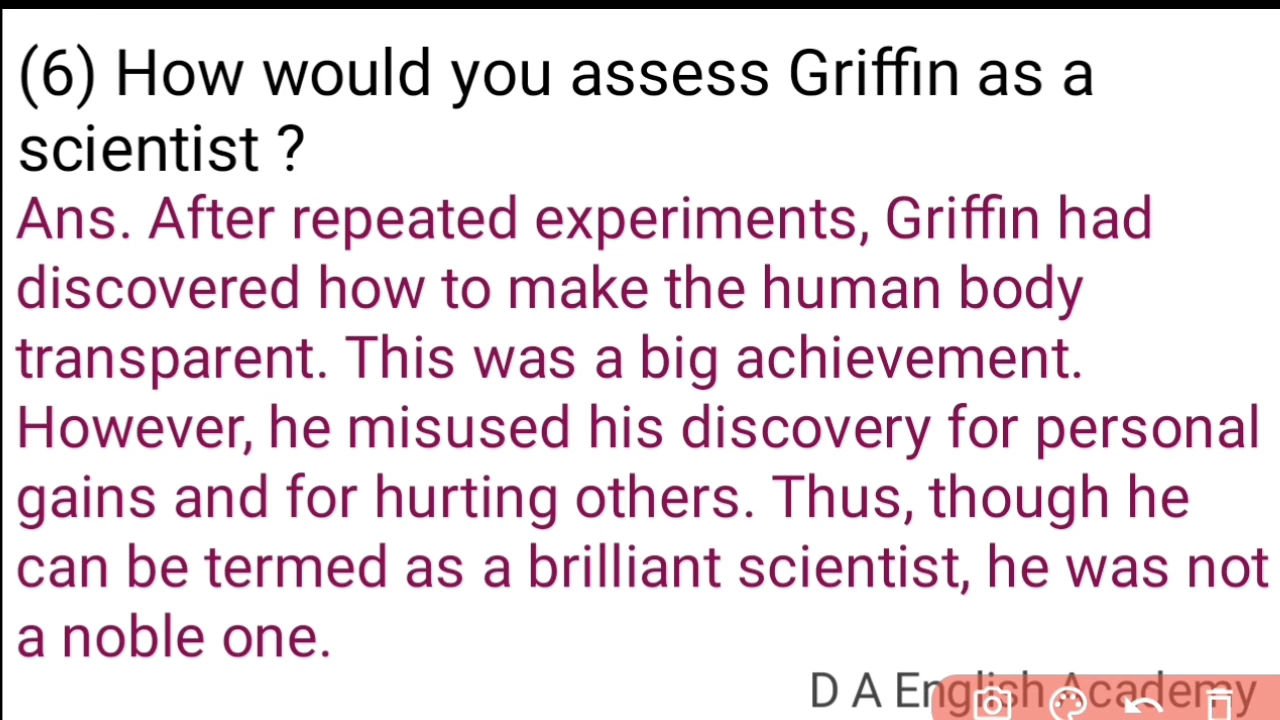 (6) How would you assess Griffin as a
scientist ?
Ans. After repeated experiments, Griffin had
discovered how to make the human body
transparent. This was a big achievement.
However, he misused his discovery for personal
gains and for hurting others. Thus, though he
can be termed as a brilliant scientist, he was not
a noble one.
D A English Academy